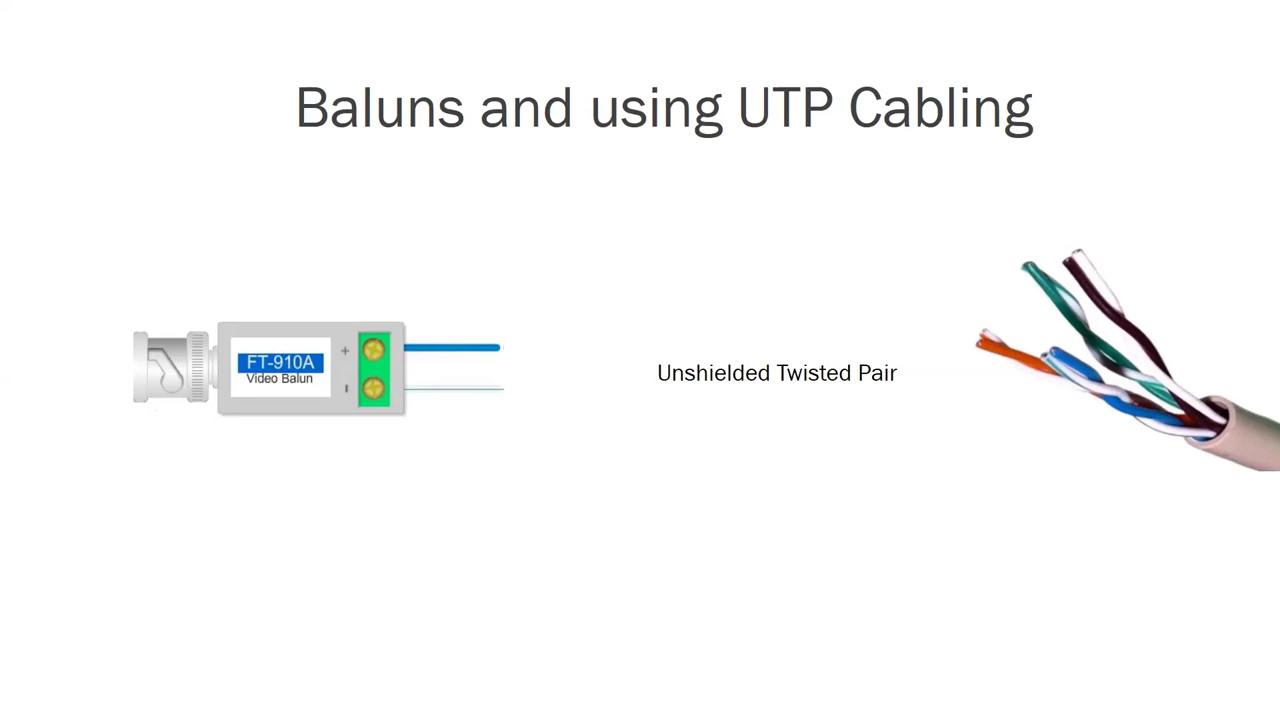 Baluns and using UTP Cabling
FT-910A
Video Balun
+
-
Unshielded Twisted Pair